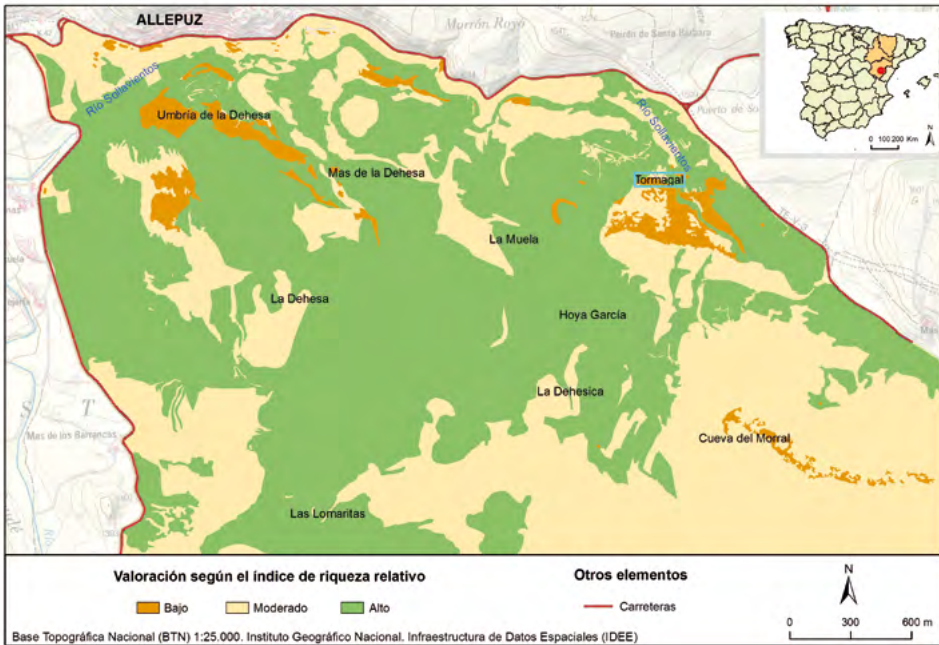 ALLEPUZ
Morrón Royo
Río Sollavientos
Río Sollavientos
Umbría de la Dehesa
Mas de la Dehesa
Tormagal
La Muela
La Dehesa
Hoya García
La Dehesica
Mas de los Barrancos
T
Cueva del Morral
Las Lomaritas
0 100 200 Km
N
Valoración según el índice de riqueza relativo
Bajo
Moderado
Alto
Otros elementos
Carreteras
N
0 300 600 m
Base Topográfica Nacional (BTN) 1:25.000. Instituto Geográfico Nacional. Infraestructura de Datos Espaciales (IDEE)